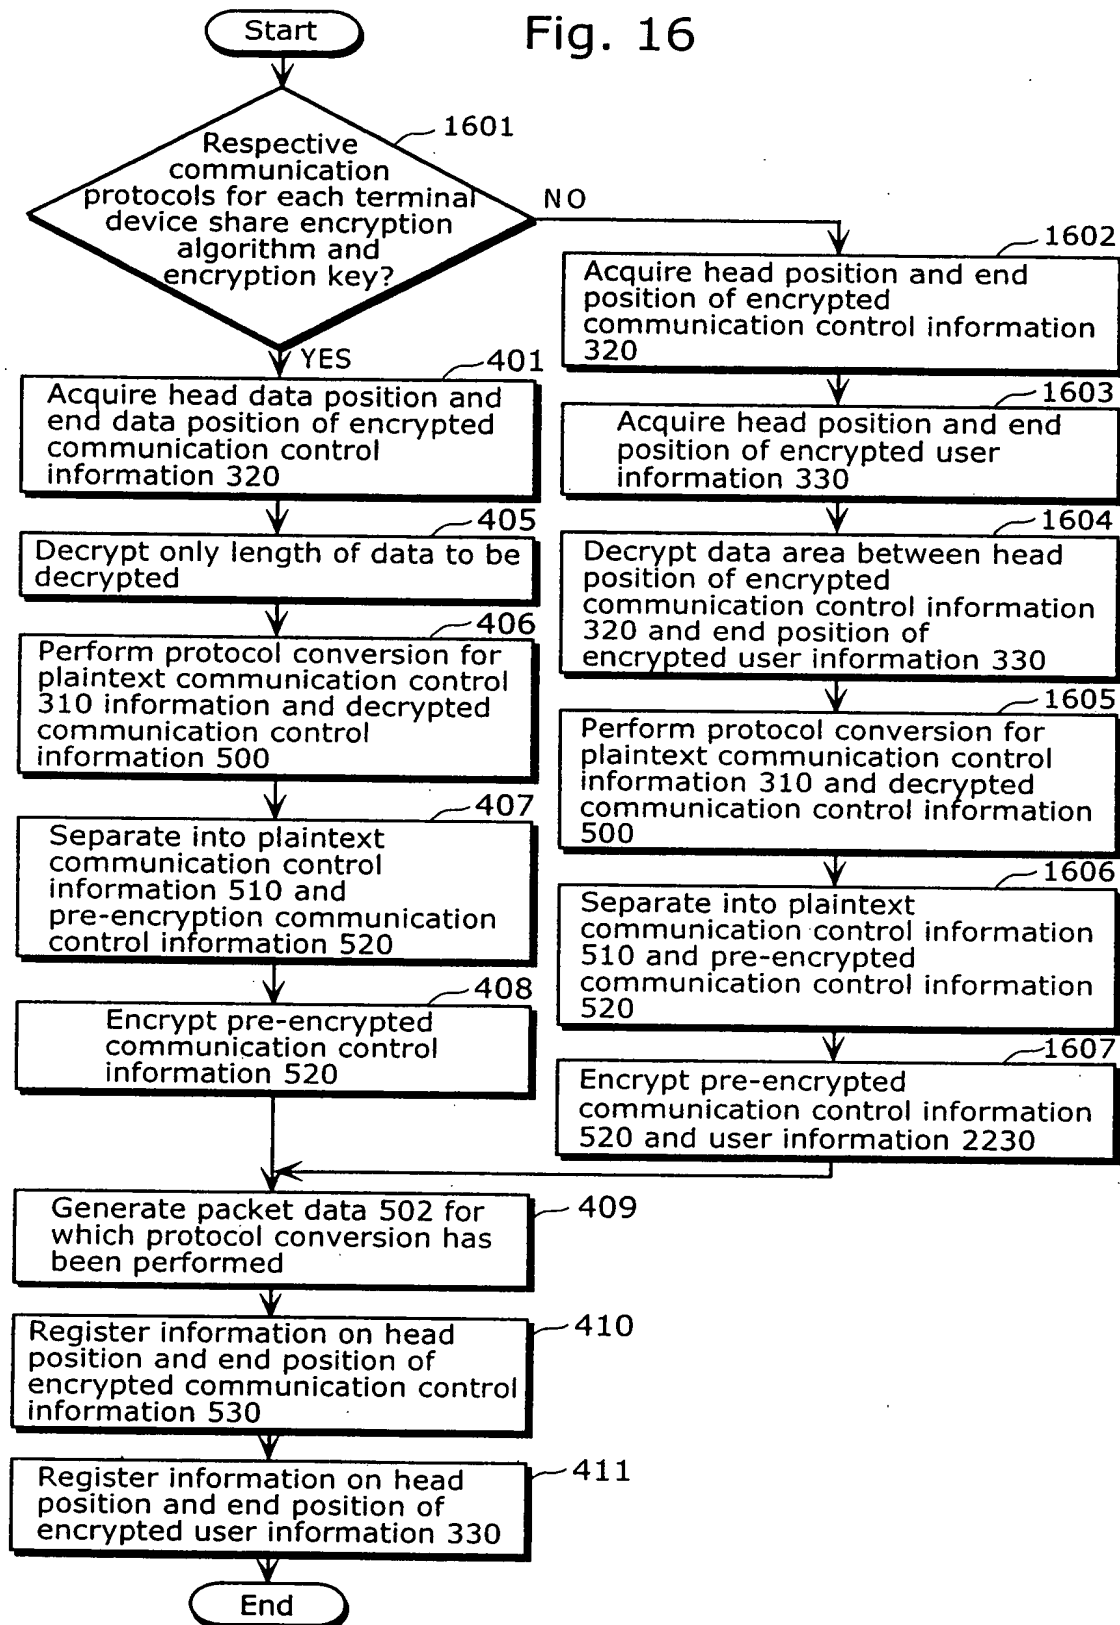 Start
Fig. 16
1601
Respective
communication
protocols for each terminal
device share encryption
algorithm and
encryption key?
NO
YES
401
Acquire head data position and
end data position of encrypted
communication control
information 320
405
Decrypt only length of data to be
decrypted
406
Perform protocol conversion for
plaintext communication control
310 information and decrypted
communication control
information 500
407
Separate into plaintext
communication control
information 510 and
pre-encryption communication
control information 520
408
Encrypt pre-encrypted
communication control
information 520
1602
Acquire head position and end
position of encrypted
communication control information
320
1603
Acquire head position and end
position of encrypted user
information 330
1604
Decrypt data area between head
position of encrypted
communication control information
320 and end position of
encrypted user information 330
1605
Perform protocol conversion for
plaintext communication control
information 310 and decrypted
communication control information
500
1606
Separate into plaintext
communication control information
510 and pre-encrypted
communication control information
520
1607
Encrypt pre-encrypted
communication control information
520 and user information 2230
409
Generate packet data 502 for
which protocol conversion has
been performed
410
Register information on head
position and end position of
encrypted communication control
information 530
411
Register information on head
position and end position of
encrypted user information 330
End